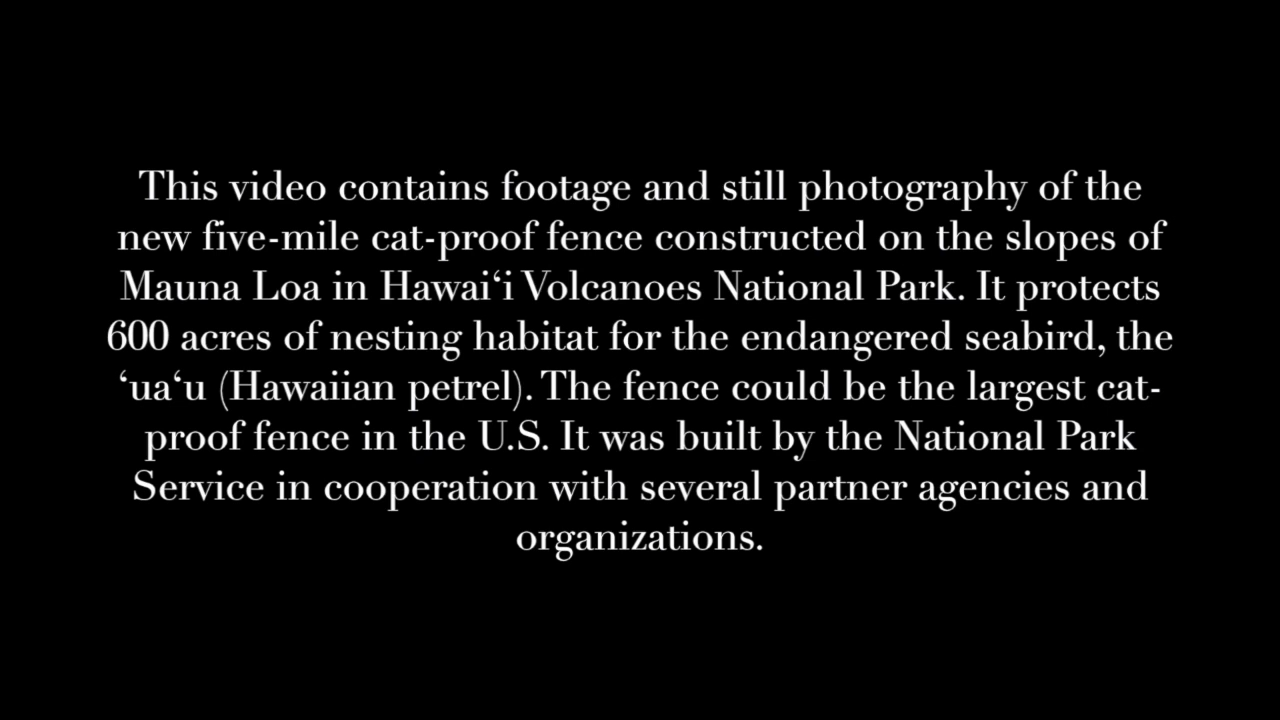 This video contains footage and still photography of the
new five-mile cat-proof fence constructed on the slopes of
Mauna Loa in Hawai‘i Volcanoes National Park. It protects
600 acres of nesting habitat for the endangered seabird, the
‘ua‘u (Hawaiian petrel). The fence could be the largest cat-
proof fence in the U.S. It was built by the National Park
Service in cooperation with several partner agencies and
organizations.